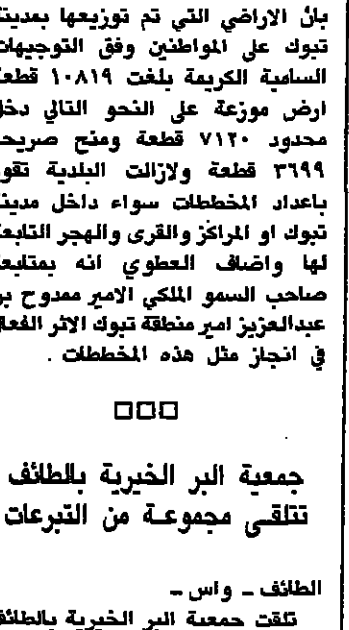 بان الاراضي التي تم توزيعها بمدينة
تبوك على المواطنين وفق التوجيهات
السامية الكريمة بلغت ١٠٨١٩ قطعة
ارض موزعة على النحو التالي دخل
محدود ٧١٢٠ قطعة ومنح صريحة
٣٦٩٩ قطعة ولازالت البلدية تقو
باعداد المخططات سواء داخل مدينة
تبوك او المراكز والقرى والهجر التابعة
لها واضاف العطوي انه بمتابعة
صاحب السمو الملكي الامير ممدوح بن
عبدالعزيز امير منطقة تبوك الاثر الفعال
في انجاز مثل هذه المخططات .
جمعية البر الخيرية بالطائف
تتلقى مجموعة من التبرعات
الطائف ـ واس ـ
تلقت جمعية البر الخيرية بالطائف